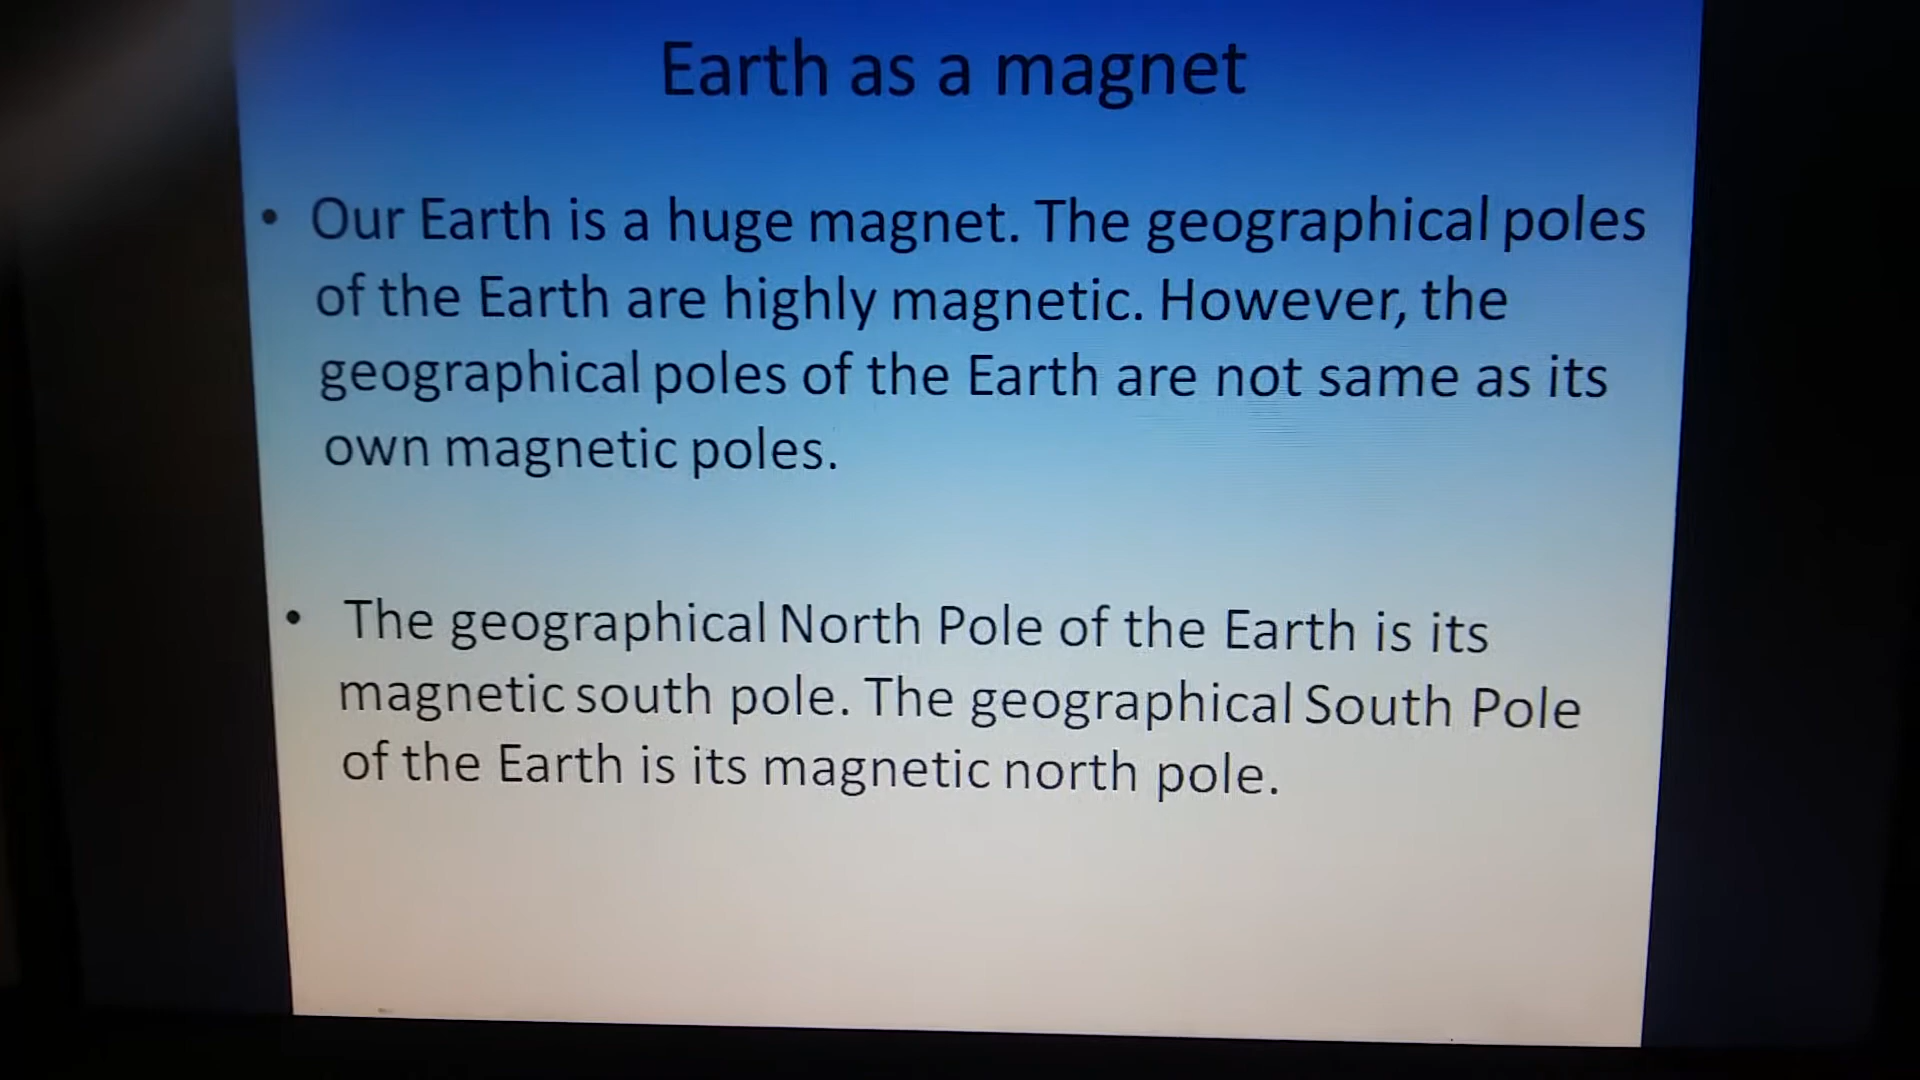 Earth as a magnet
• Our Earth is a huge magnet. The geographical poles
of the Earth are highly magnetic. However, the
geographical poles of the Earth are not same as its
own magnetic poles.
• The geographical North Pole of the Earth is its
magnetic south pole. The geographical South Pole
of the Earth is its magnetic north pole.